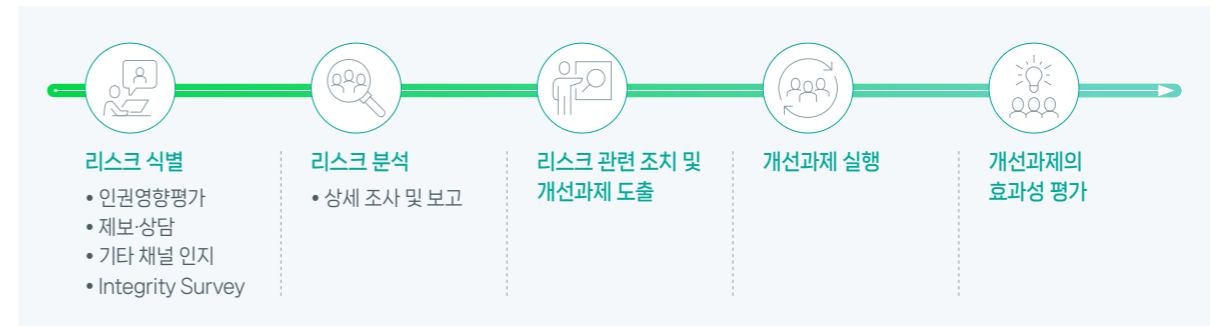 리스크 식별
• 인권영향평가
• 제보·상담
• 기타 채널 인지
• Integrity Survey
리스크 분석
• 상세 조사 및 보고
리스크 관련 조치 및
개선과제 도출
개선과제 실행
개선과제의
효과성 평가